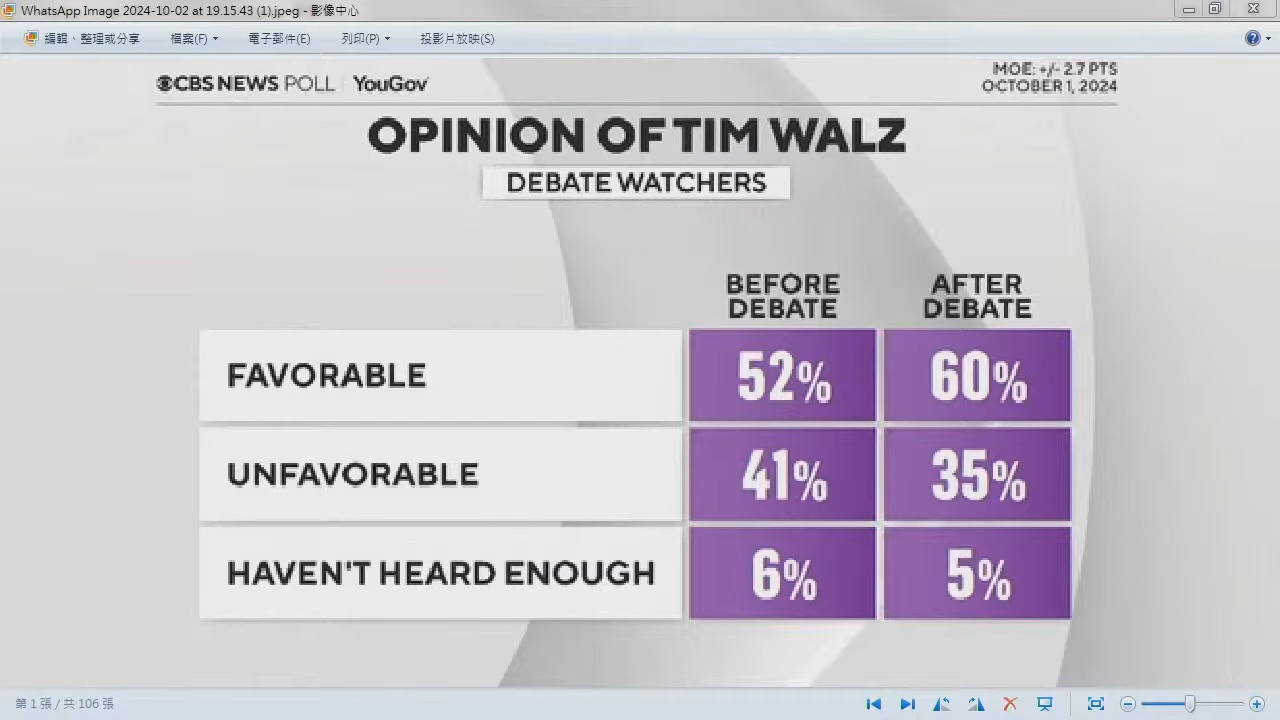 WhatsApp Image 2024-10-02 at 19.15.43 (1).jpeg - 影像中心
編輯、整理或分享 檔案(F) 電子郵件(E) 列印(P) 投影片放映(S)
CBS NEWS POLL YouGov
MOE: +/- 2.7 PTS
OCTOBER 1, 2024
OPINION OF TIM WALZ
DEBATE WATCHERS
BEFORE DEBATE AFTER DEBATE
FAVORABLE 52% 60%
UNFAVORABLE 41% 35%
HAVEN'T HEARD ENOUGH 6% 5%
第 1 張 / 共 106 張